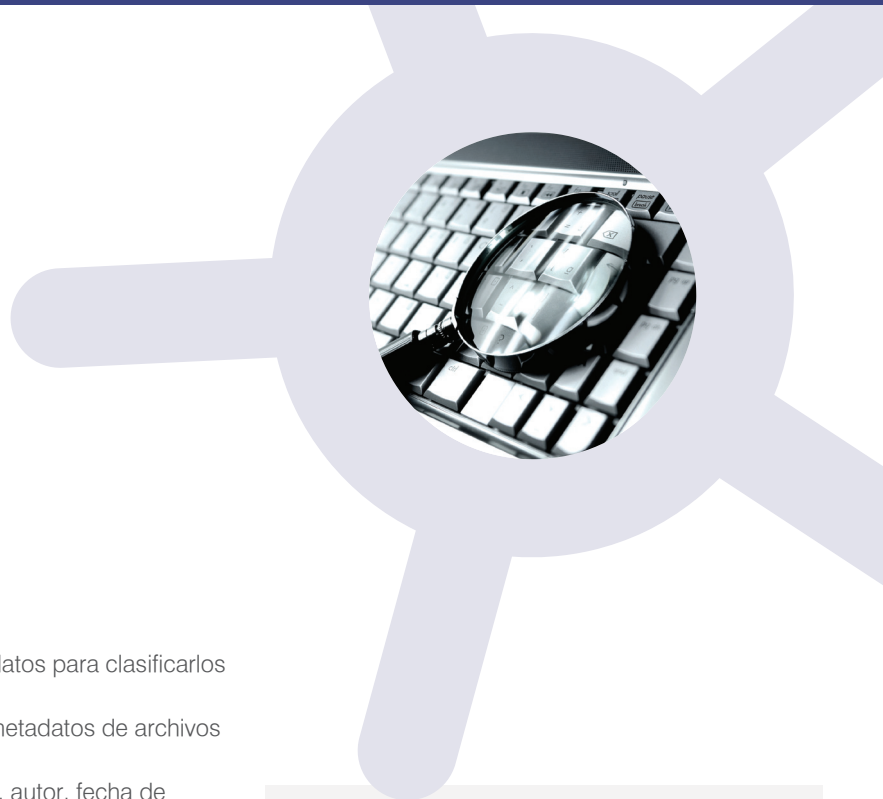 datos para clasificarlos
metadatos de archivos
, autor, fecha de